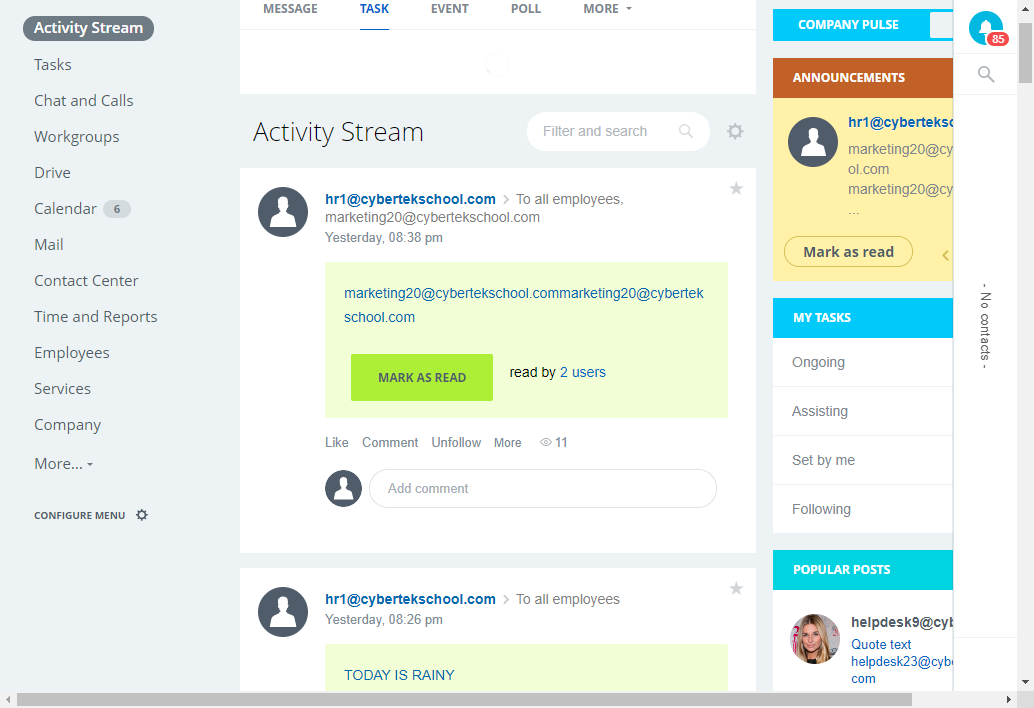 Activity Stream
Tasks
Chat and Calls
Workgroups
Drive
Calendar 6
Mail
Contact Center
Time and Reports
Employees
Services
Company
More...
CONFIGURE MENU
MESSAGE TASK EVENT POLL MORE
Activity Stream
Filter and search
hr1@cybertekschool.com > To all employees,
marketing20@cybertekschool.com
Yesterday, 08:38 pm
marketing20@cybertekschool.commarketing20@cybertek
school.com
MARK AS READ read by 2 users
Like Comment Unfollow More 11
Add comment
hr1@cybertekschool.com > To all employees
Yesterday, 08:26 pm
TODAY IS RAINY
COMPANY PULSE
ANNOUNCEMENTS
hr1@cyberteksc
marketing20@cy
ol.com
marketing20@cy
...
Mark as read
MY TASKS
Ongoing
Assisting
Set by me
Following
POPULAR POSTS
helpdesk9@cyb
Quote text
helpdesk23@cybe
com
85
- No contacts -